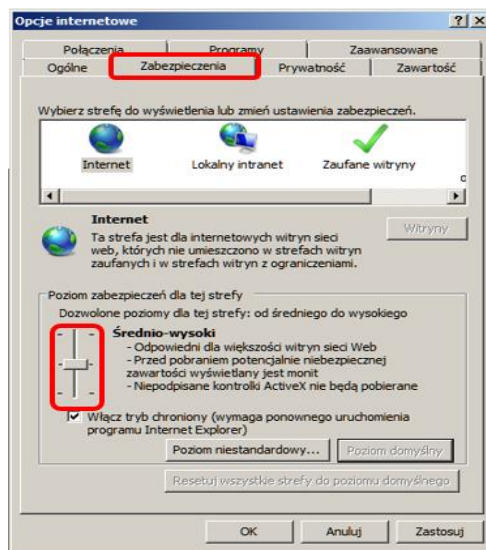 Opcje internetowe
Połączenia Programy Zaawansowane
Ogólne Zabezpieczenia Prywatność Zawartość
Wybierz strefę do wyświetlenia lub zmień ustawienia zabezpieczeń.
Internet Lokalny intranet Zaufane witryny
Internet
Witryny
Ta strefa jest dla internetowych witryn sieci
web, których nie umieszczono w strefach witryn
zaufanych i w strefach witryn z ograniczeniami.
Poziom zabezpieczeń dla tej strefy
Dozwolone poziomy dla tej strefy: od średniego do wysokiego
Średnio-wysoki
- Odpowiedni dla większości witryn sieci Web
- Przed pobraniem potencjalnie niebezpiecznej
zawartości wyświetlany jest monit
- Niepodpisane kontrolki ActiveX nie będą pobierane
Włącz tryb chroniony (wymaga ponownego uruchomienia
programu Internet Explorer)
Poziom niestandardowy... Poziom domyślny
Resetuj wszystkie strefy do poziomu domyślnego
OK Anuluj Zastosuj